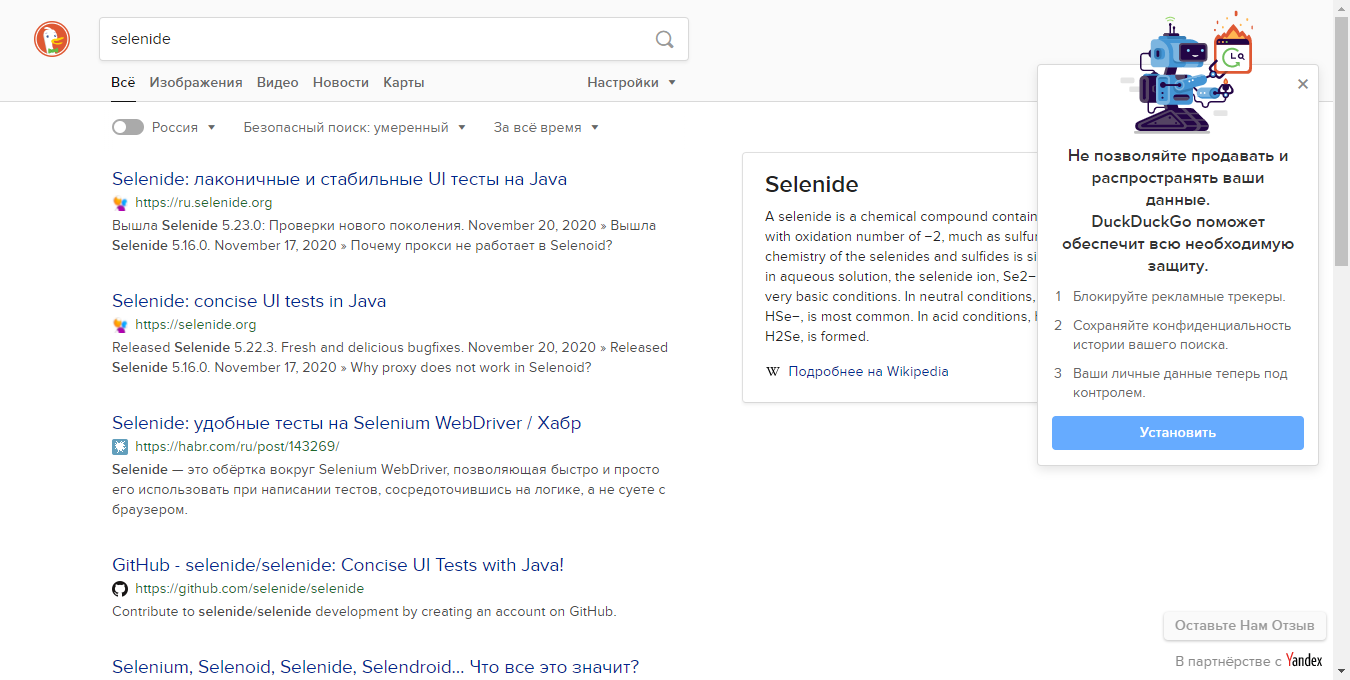 selenide
Всё Изображения Видео Новости Карты Настройки
Россия Безопасный поиск: умеренный За всё время
Selenide: лаконичные и стабильные UI тесты на Java
https://ru.selenide.org
Вышла Selenide 5.23.0: Проверки нового поколения. November 20, 2020 » Вышла
Selenide 5.16.0. November 17, 2020 » Почему прокси не работает в Selenoid?
Selenide: concise UI tests in Java
https://selenide.org
Released Selenide 5.22.3. Fresh and delicious bugfixes. November 20, 2020 » Released
Selenide 5.16.0. November 17, 2020 » Why proxy does not work in Selenoid?
Selenide: удобные тесты на Selenium WebDriver / Хабр
https://habr.com/ru/post/143269/
Selenide — это обёртка вокруг Selenium WebDriver, позволяющая быстро и просто
его использовать при написании тестов, сосредоточившись на логике, а не суете с
браузером.
GitHub - selenide/selenide: Concise UI Tests with Java!
https://github.com/selenide/selenide
Contribute to selenide/selenide development by creating an account on GitHub.
Selenium, Selenoid, Selenide, Selendroid... Что все это значит?
Selenide
A selenide is a chemical compound contain
with oxidation number of −2, much as sulfu
chemistry of the selenides and sulfides is si
in aqueous solution, the selenide ion, Se2−
very basic conditions. In neutral conditions,
HSe−, is most common. In acid conditions,
H2Se, is formed.
W Подробнее на Wikipedia
Не позволяйте продавать и
распространять ваши
данные.
DuckDuckGo поможет
обеспечит всю необходимую
защиту.
1 Блокируйте рекламные трекеры.
2 Сохраняйте конфиденциальность
истории вашего поиска.
3 Ваши личные данные теперь под
контролем.
Установить
Оставьте Нам Отзыв
В партнёрстве с Yandex